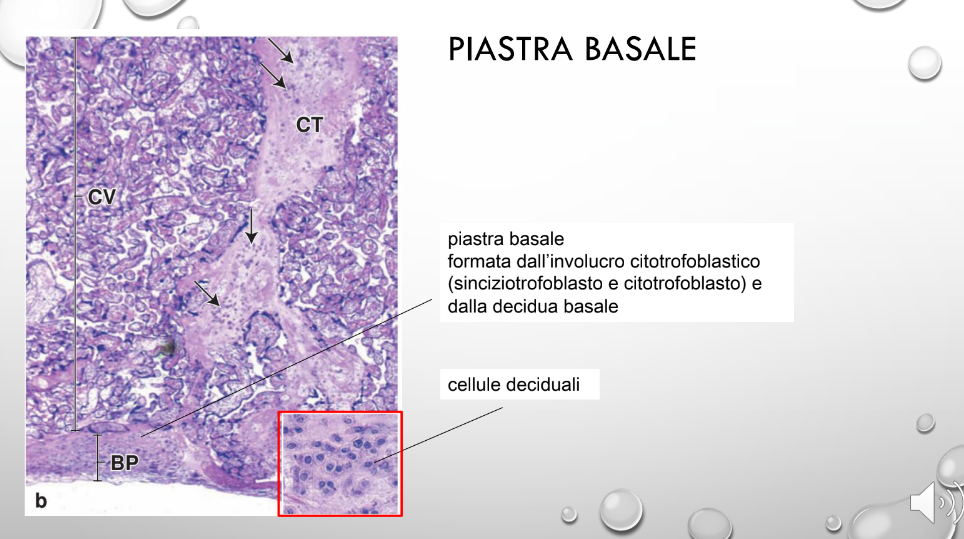 PIASTRA BASALE
CT
CV
piastra basale
formata dall'involucro citotrofoblastico
(sinciziotrofoblasto e citotrofoblasto) e
dalla decidua basale
cellule deciduali
BP
b